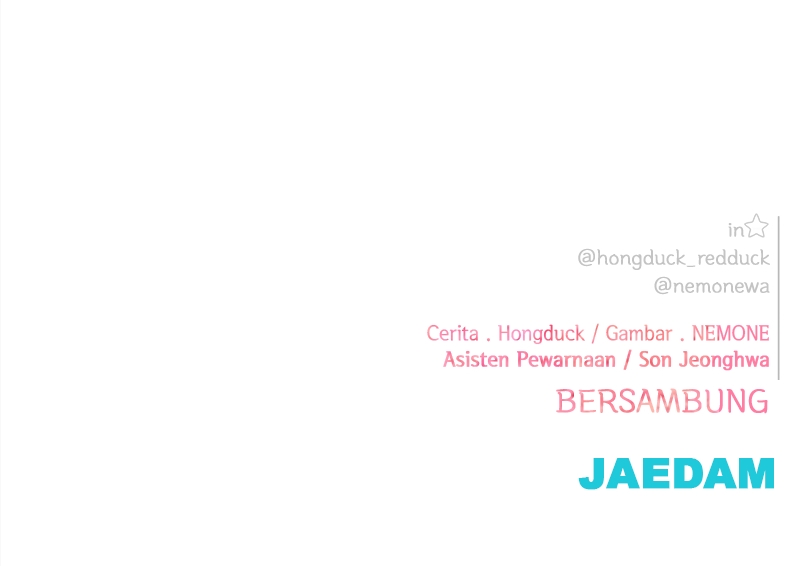 in☆
@hongduck_redduck
@nemonewa
Cerita . Hongduck / Gambar . NEMONE
Asisten Pewarnaan / Son Jeonghwa
BERSAMBUNG
JAEDAM